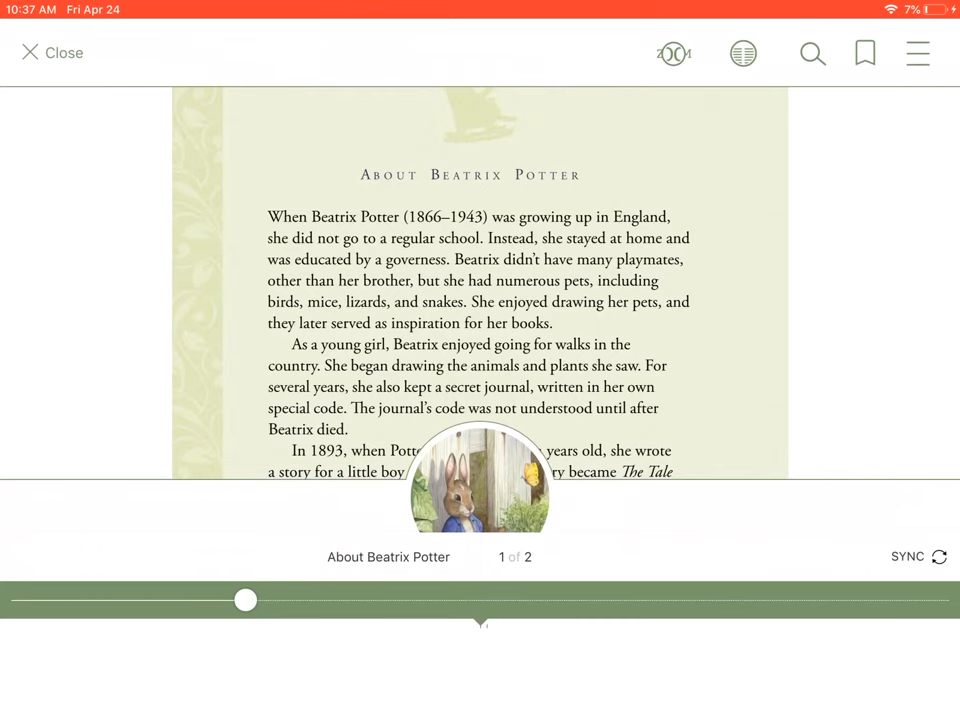 10:37 AM Fri Apr 24
7%
Close
ZOOM
About Beatrix Potter
When Beatrix Potter (1866–1943) was growing up in England,
she did not go to a regular school. Instead, she stayed at home and
was educated by a governess. Beatrix didn’t have many playmates,
other than her brother, but she had numerous pets, including
birds, mice, lizards, and snakes. She enjoyed drawing her pets, and
they later served as inspiration for her books.
As a young girl, Beatrix enjoyed going for walks in the
country. She began drawing the animals and plants she saw. For
several years, she also kept a secret journal, written in her own
special code. The journal’s code was not understood until after
Beatrix died.
In 1893, when years old, she wrote
a story for a little boy became The Tale
About Beatrix Potter
1 of 2
SYNC